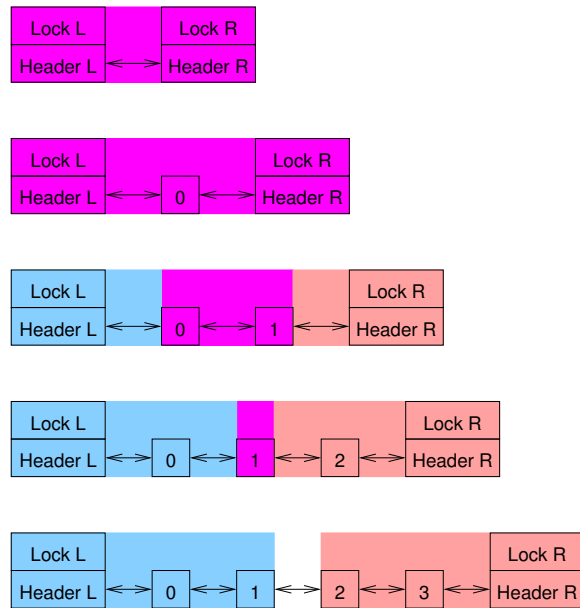 Lock L Lock R
Header L Header R
Lock L Lock R
Header L 0 Header R
Lock L Lock R
Header L 0 1 Header R
Lock L Lock R
Header L 0 1 2 Header R
Lock L Lock R
Header L 0 1 2 3 Header R